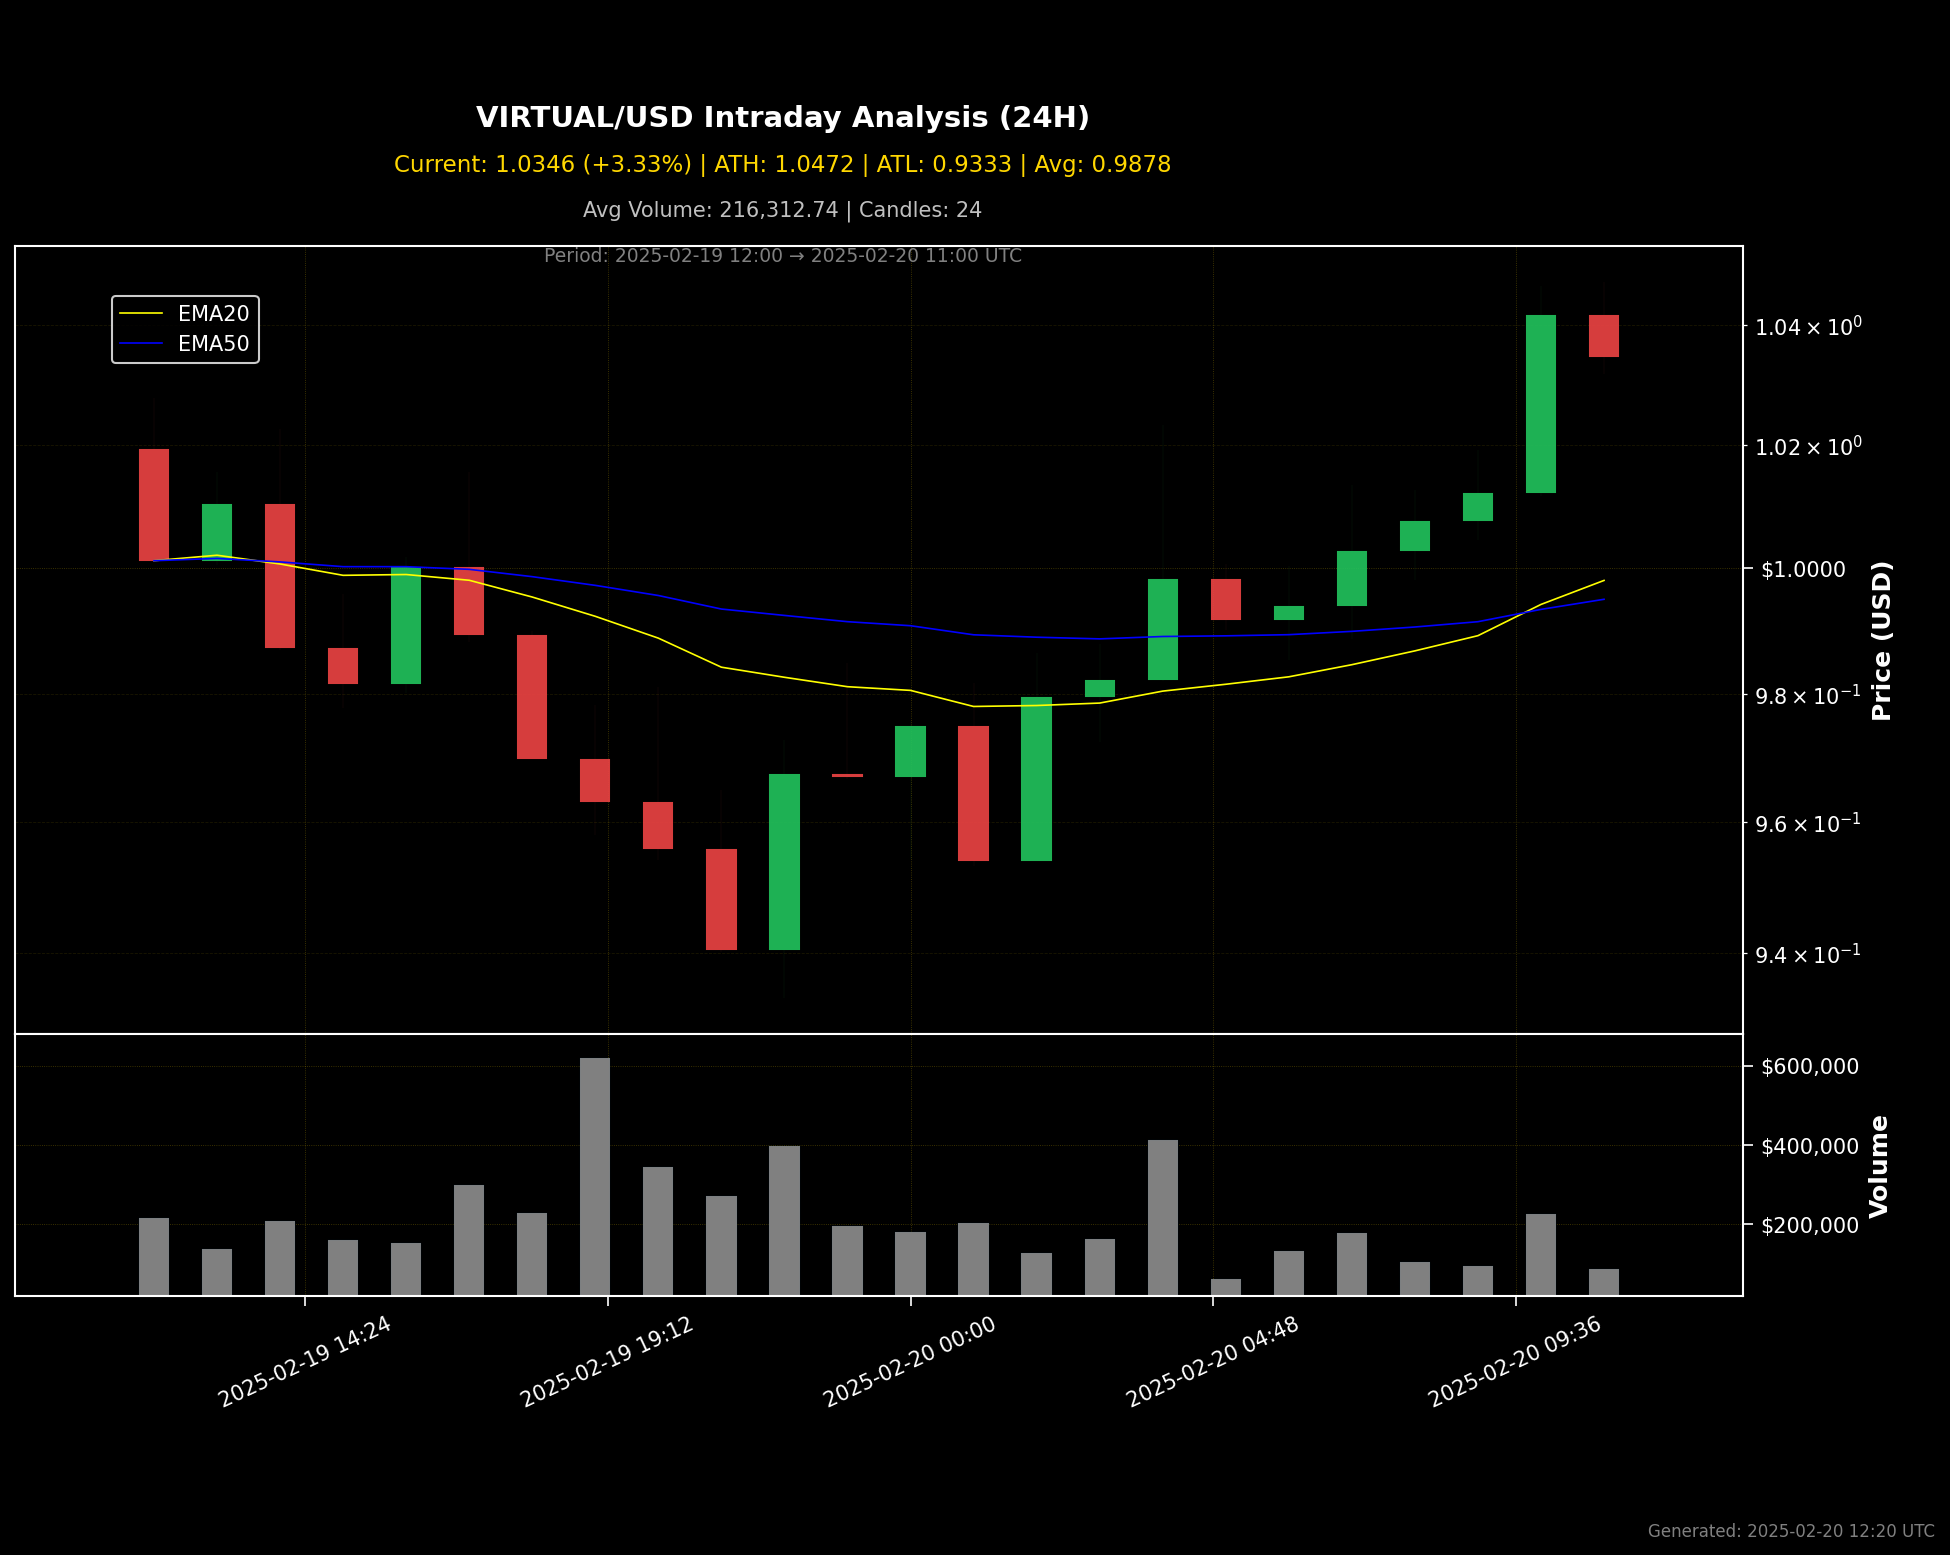 VIRTUAL/USD Intraday Analysis (24H)
Current: 1.0346 (+3.33%) | ATH: 1.0472 | ATL: 0.9333 | Avg: 0.9878
Avg Volume: 216,312.74 | Candles: 24
Period: 2025-02-19 12:00 → 2025-02-20 11:00 UTC
EMA20
EMA50
1.04 × 10⁰
1.02 × 10⁰
$1.0000
9.8 × 10⁻¹
9.6 × 10⁻¹
9.4 × 10⁻¹
Price (USD)
$600,000
$400,000
$200,000
Volume
2025-02-19 14:24
2025-02-19 19:12
2025-02-20 00:00
2025-02-20 04:48
2025-02-20 09:36
Generated: 2025-02-20 12:20 UTC